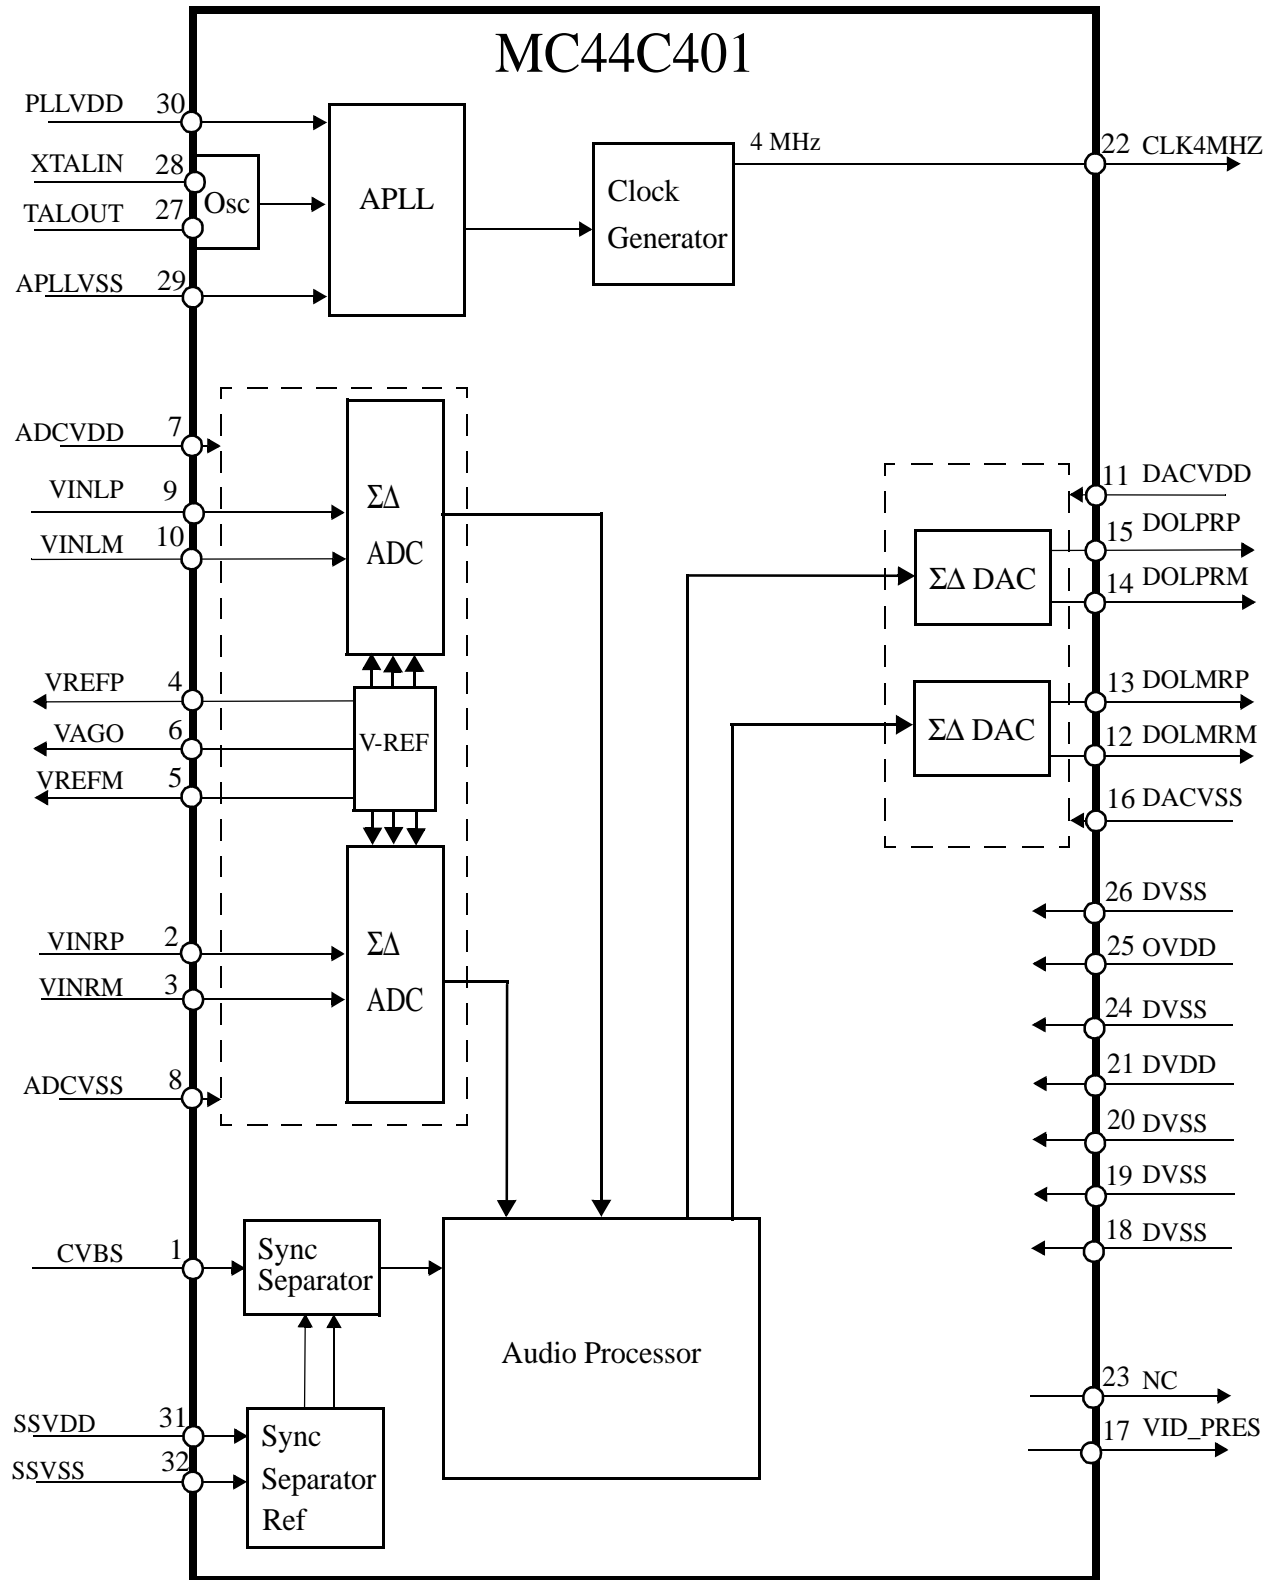 MC44C401
PLLVDD 30
XTALIN 28
TALOUT 27
APLLVSS 29
Osc
APLL
Clock
Generator
4 MHz
22 CLK4MHZ
ADCVDD 7
VINLP 9
VINLM 10
ΣΔ
ADC
VREFP 4
VAGO 6
VREFM 5
V-REF
VINRP 2
VINRM 3
ΣΔ
ADC
ADCVSS 8
11 DACVDD
15 DOLPRP
14 DOLPRM
ΣΔ DAC
13 DOLMRP
12 DOLMRM
ΣΔ DAC
16 DACVSS
26 DVSS
25 OVDD
24 DVSS
21 DVDD
20 DVSS
19 DVSS
18 DVSS
CVBS 1
Sync
Separator
Audio Processor
SSVDD 31
SSVSS 32
Sync
Separator
Ref
23 NC
17 VID_PRES